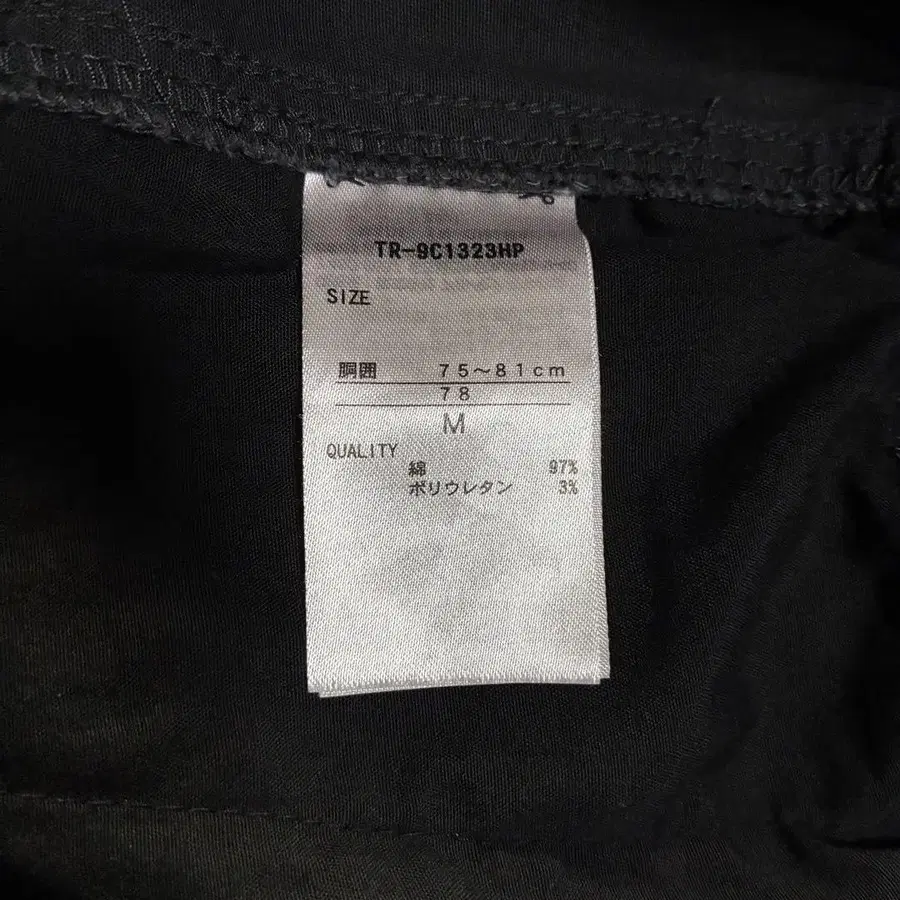 TR-9C1323HP
SIZE
胴囲 75〜81cm
78
M
QUALITY
綿 97%
ポリウレタン 3%